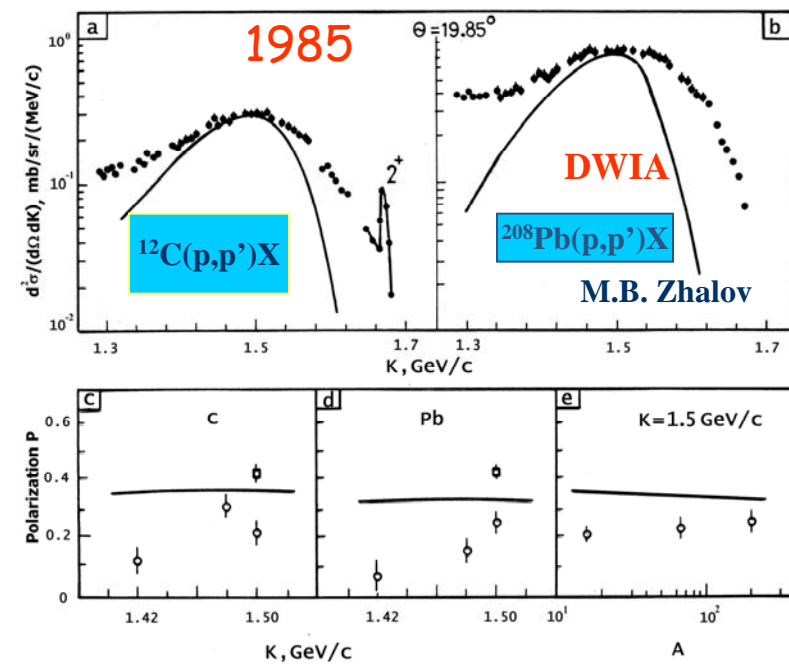 a
1985
Θ=19.85°
b
d²σ/(dΩ dK), mb/sr/(MeV/c)
10⁰
10⁻¹
10⁻²
2⁺
¹²C(p,p’)X
DWIA
²⁰⁸Pb(p,p’)X
M.B. Zhalov
1.3 1.5 1.7 1.3 1.5 1.7
K, GeV/c K, GeV/c
c C d Pb e K=1.5 GeV/c
Polarization P
0.6
0.4
0.2
0
1.42 1.50 1.42 1.50 10¹ 10²
K, GeV/c A